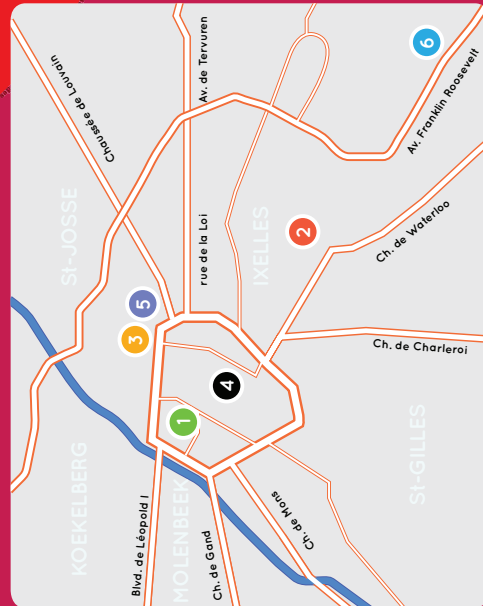 Chaussée de Louvain
Av. de Tervuren
Av. Franklin Roosevelt
6
St-JOSSE
rue de la Loi
IXELLES
2
Ch. de Waterloo
5
3
4
1
Ch. de Charleroi
KOEKELBERG
St-GILLES
Blvd. de Léopold I
MOLENBEEK
Ch. de Gand
Ch. de Mons